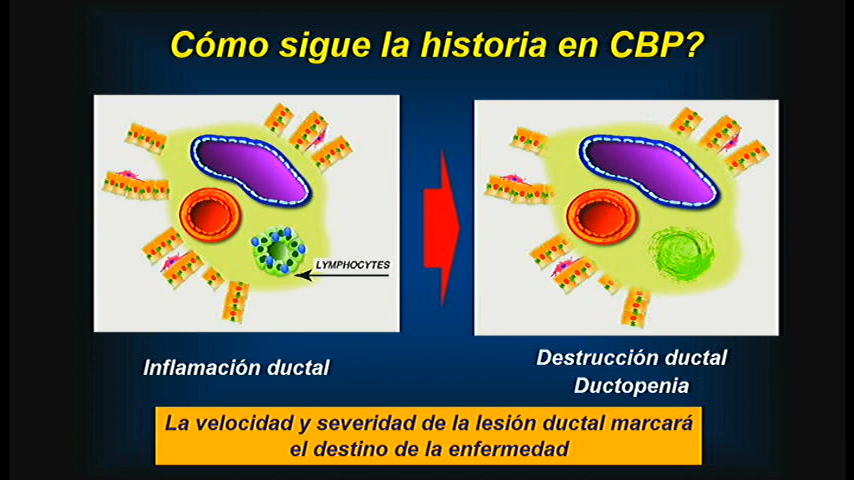 Cómo sigue la historia en CBP?
LYMPHOCYTES
Inflamación ductal
Destrucción ductal
Ductopenia
La velocidad y severidad de la lesión ductal marcará
el destino de la enfermedad